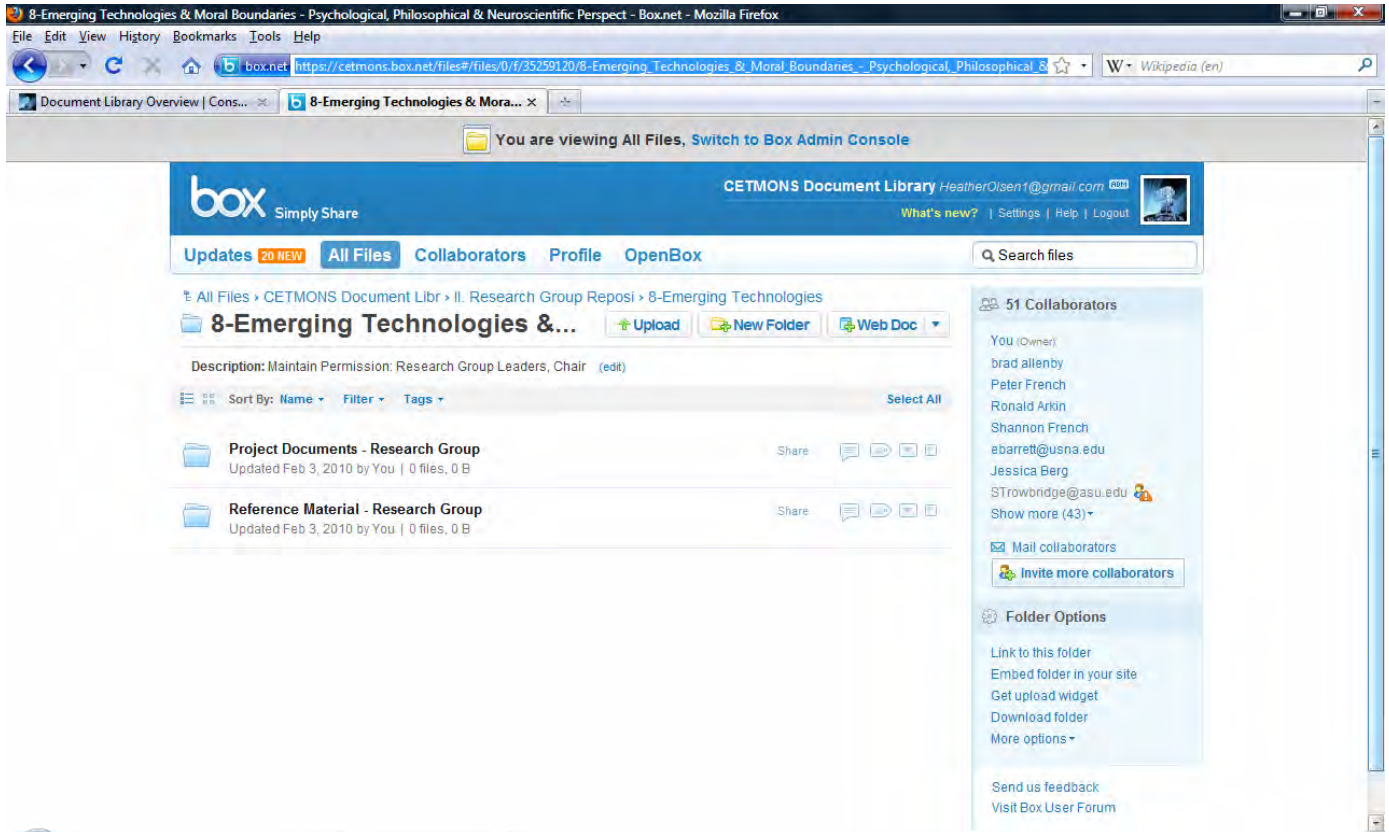 8-Emerging Technologies & Moral Boundaries - Psychological, Philosophical & Neuroscientific Perspect - Box.net - Mozilla Firefox
File Edit View History Bookmarks Tools Help
box.net https://cetmons.box.net/files#/files/0/f/35259120/8-Emerging_Technologies_&_Moral_Boundaries_-_Psychological,_Philosophical_& W Wikipedia (en)
Document Library Overview | Cons... 8-Emerging Technologies & Mora...
You are viewing All Files, Switch to Box Admin Console
box Simply Share
CETMONS Document Library HeatherOlsen1@gmail.com ADM
What's new? | Settings | Help | Logout
Updates 20 NEW All Files Collaborators Profile OpenBox
Search files
All Files › CETMONS Document Libr › II. Research Group Reposi › 8-Emerging Technologies
8-Emerging Technologies &...
Upload New Folder Web Doc
Description: Maintain Permission: Research Group Leaders, Chair (edit)
Sort By: Name Filter Tags Select All
Project Documents - Research Group
Share
Updated Feb 3, 2010 by You | 0 files, 0 B
Reference Material - Research Group
Share
Updated Feb 3, 2010 by You | 0 files, 0 B
51 Collaborators
You (Owner)
brad allenby
Peter French
Ronald Arkin
Shannon French
ebarrett@usna.edu
Jessica Berg
STrowbridge@asu.edu
Show more (43)
Mail collaborators
Invite more collaborators
Folder Options
Link to this folder
Embed folder in your site
Get upload widget
Download folder
More options
Send us feedback
Visit Box User Forum